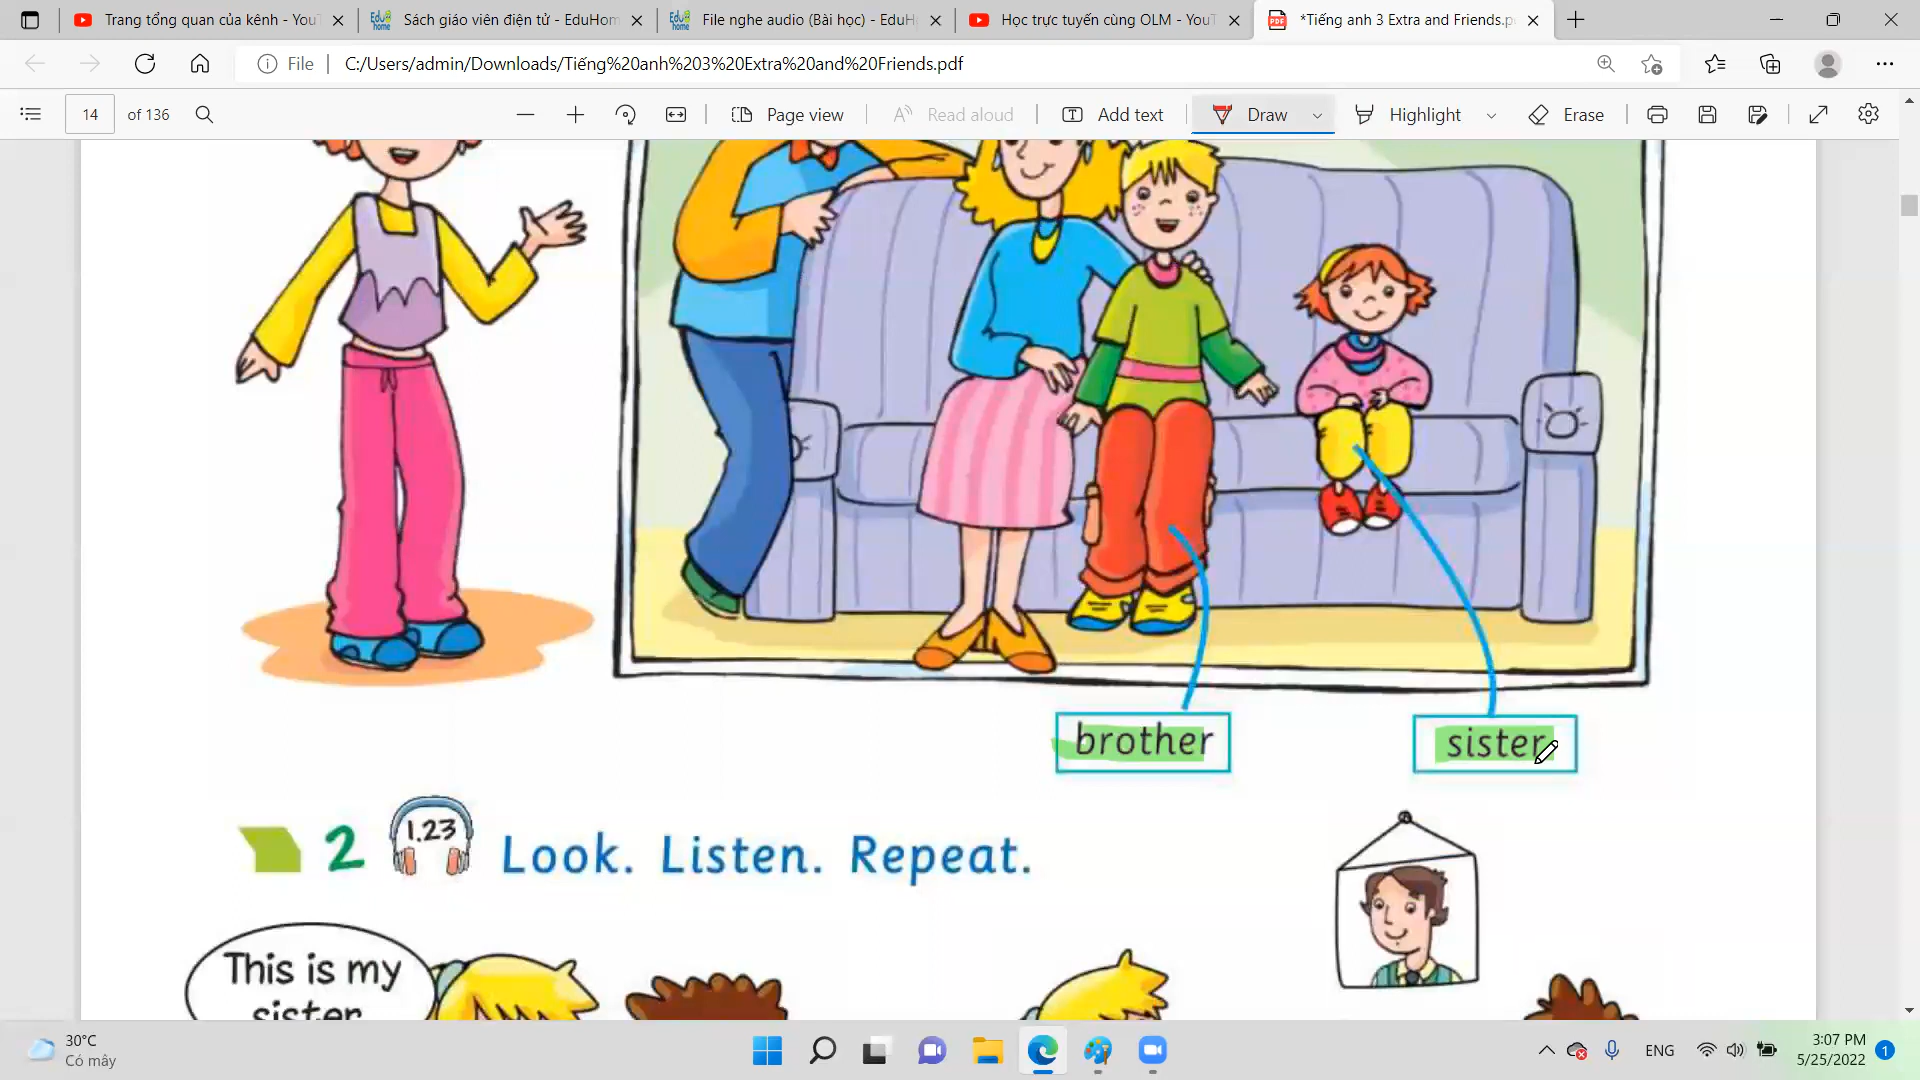 Trang tổng quan của kênh - YouT
Sách giáo viên điện tử - EduHom
File nghe audio (Bài học) - EduH
Học trực tuyến cùng OLM - YouT
*Tiếng anh 3 Extra and Friends.p
File
C:/Users/admin/Downloads/Tiếng%20anh%203%20Extra%20and%20Friends.pdf
14 of 136
Page view
Read aloud
Add text
Draw
Highlight
Erase
brother
sister
2 1.23 Look. Listen. Repeat.
This is my
sister
30°C
Có mây
ENG
3:07 PM
5/25/2022
1